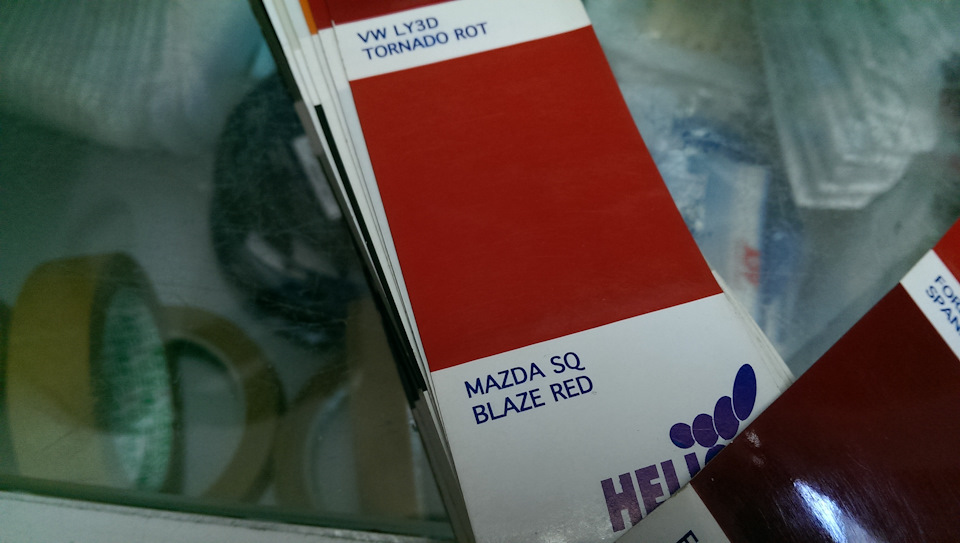 VW LY3D
TORNADO ROT
MAZDA SQ
BLAZE RED